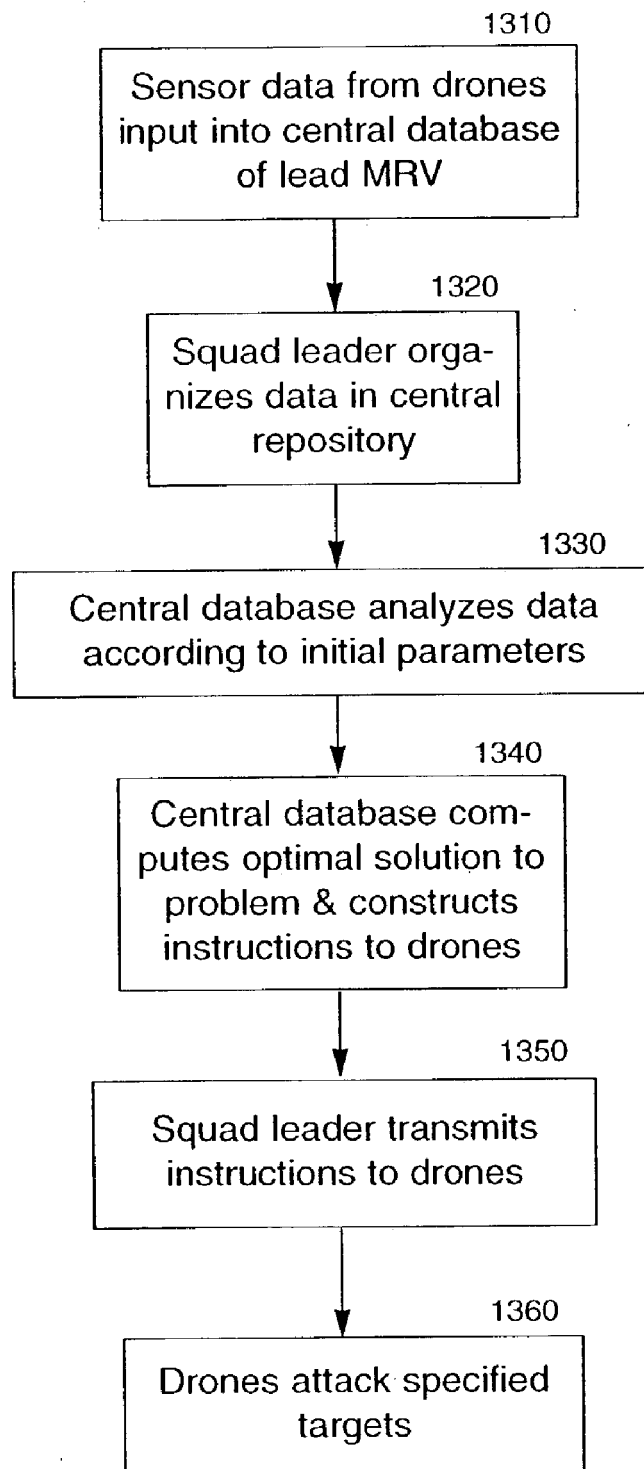 1310
Sensor data from drones
input into central database
of lead MRV
1320
Squad leader orga-
nizes data in central
repository
1330
Central database analyzes data
according to initial parameters
1340
Central database com-
putes optimal solution to
problem & constructs
instructions to drones
1350
Squad leader transmits
instructions to drones
1360
Drones attack specified
targets